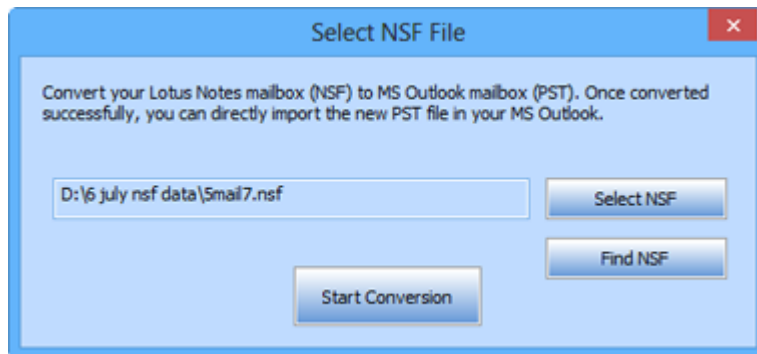 Select NSF File
Convert your Lotus Notes mailbox (NSF) to MS Outlook mailbox (PST). Once converted
successfully, you can directly import the new PST file in your MS Outlook.
D:\6 july nsf data\5mail7.nsf
Select NSF
Find NSF
Start Conversion